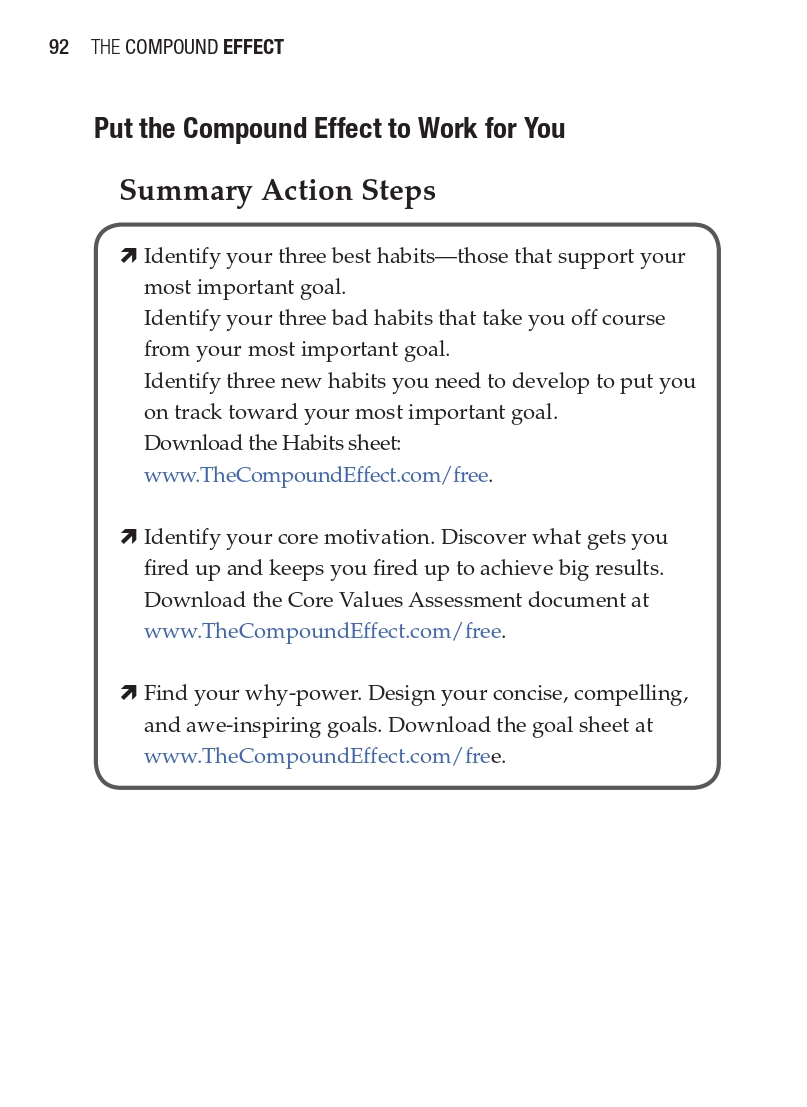 92 THE COMPOUND EFFECT
Put the Compound Effect to Work for You
Summary Action Steps
Identify your three best habits—those that support your
most important goal.
Identify your three bad habits that take you off course
from your most important goal.
Identify three new habits you need to develop to put you
on track toward your most important goal.
Download the Habits sheet:
www.TheCompoundEffect.com/free.
Identify your core motivation. Discover what gets you
fired up and keeps you fired up to achieve big results.
Download the Core Values Assessment document at
www.TheCompoundEffect.com/free.
Find your why-power. Design your concise, compelling,
and awe-inspiring goals. Download the goal sheet at
www.TheCompoundEffect.com/free.